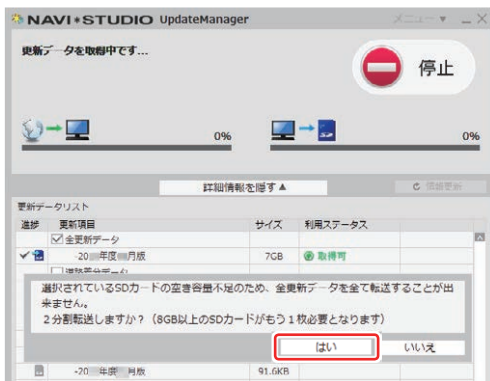 NAVI*STUDIO UpdateManager
メニュー ▼ _ X
更新データを取得中です...
停止
0%
0%
詳細情報を隠す▲
情報更新
更新データリスト
進捗 更新項目 サイズ 利用ステータス
全更新データ
-20 年度 月版 7GB 取得可
道路差分データ
選択されているSDカードの空き容量不足のため、全更新データを全て転送することが出
来ません。
2分割転送しますか？（8GB以上のSDカードがもう1枚必要となります）
はい いいえ
-20 年度 月版 91.6KB